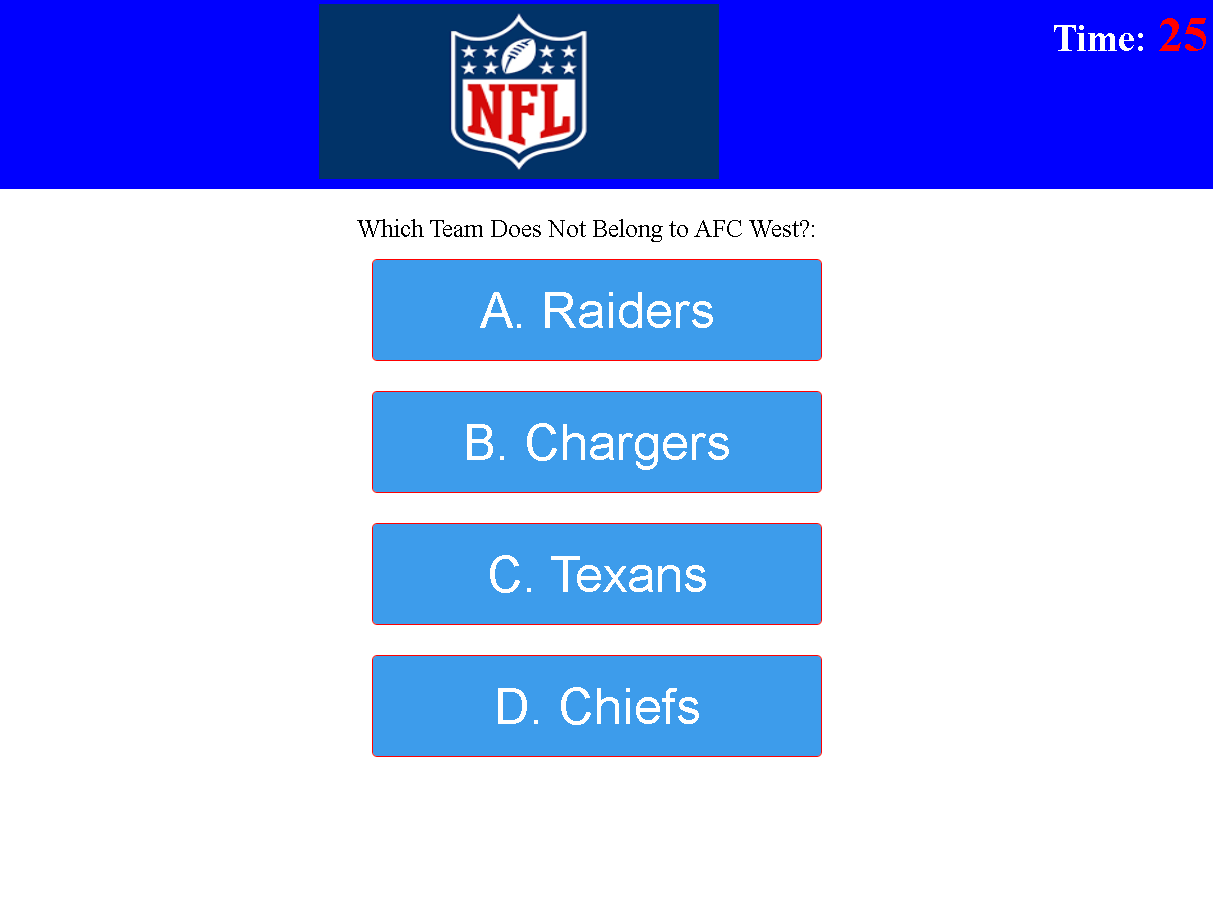 NFL
Time: 25
Which Team Does Not Belong to AFC West?:
A. Raiders
B. Chargers
C. Texans
D. Chiefs